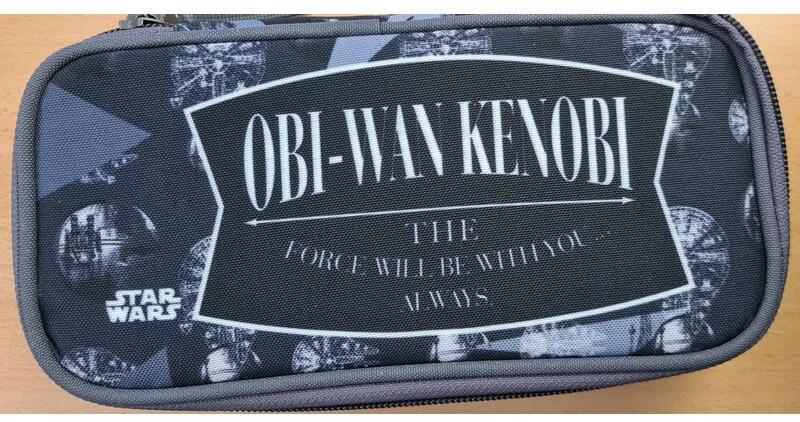 OBI-WAN KENOBI
THE
FORCE WILL BE WITH YOU...
ALWAYS.
STAR
WARS